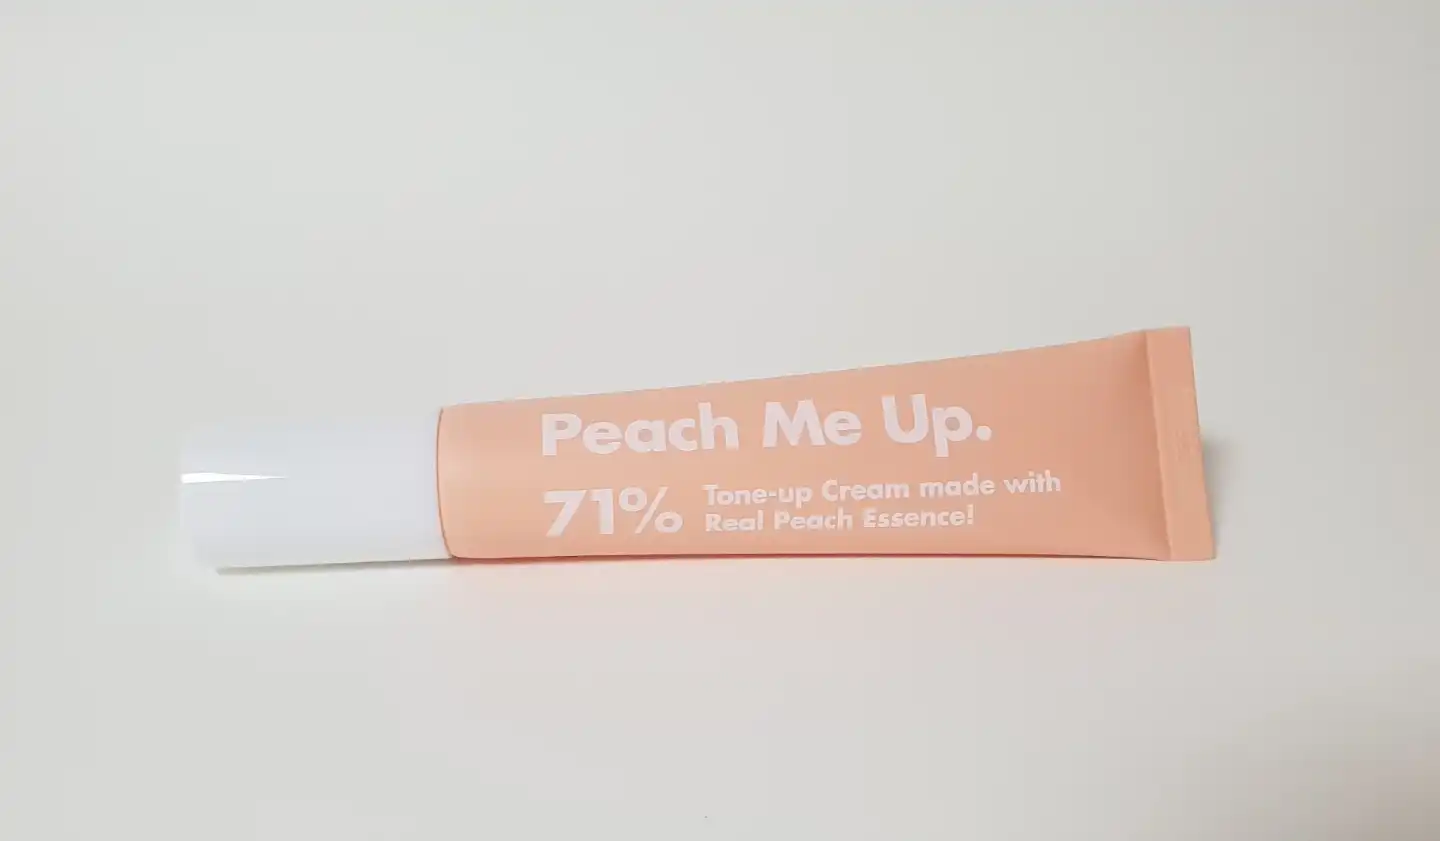 Peach Me Up.
71%
Tone-up Cream made with
Real Peach Essence!